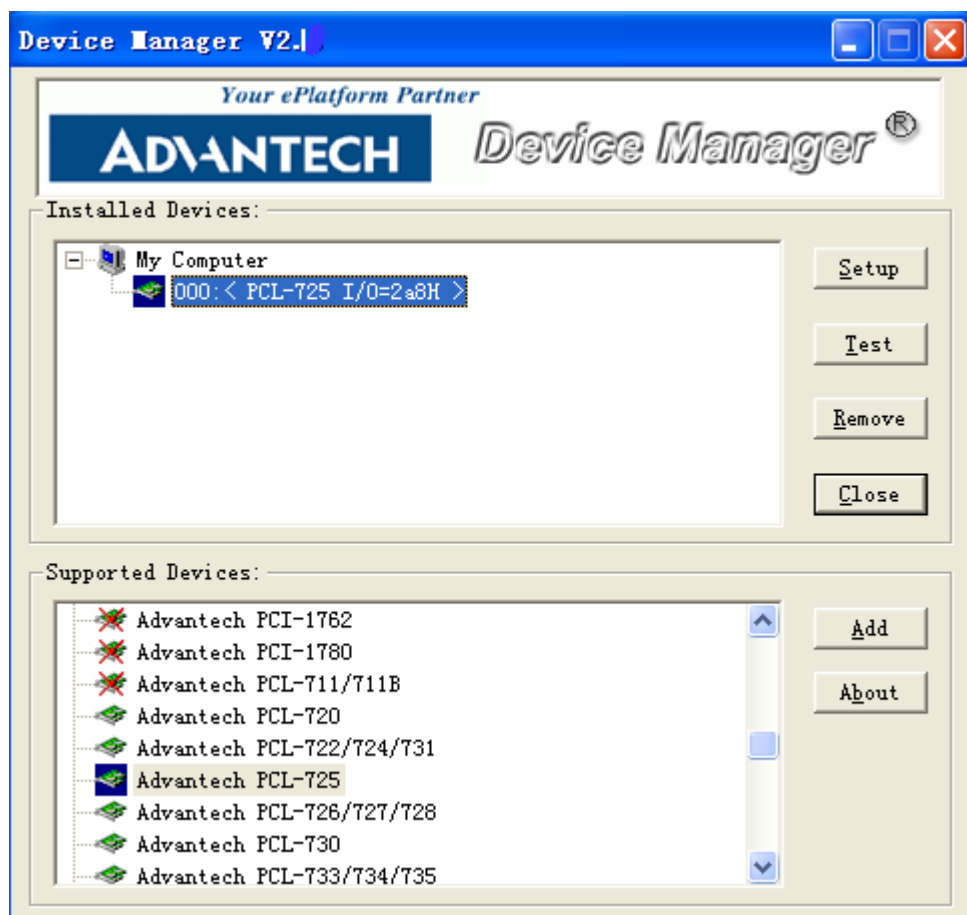 Device Manager V2.
Your ePlatform Partner
ADVANTECH
Device Manager ®
Installed Devices:
My Computer
000:< PCL-725 I/O=2a8H >
Setup
Test
Remove
Close
Supported Devices:
Advantech PCI-1762
Advantech PCI-1780
Advantech PCL-711/711B
Advantech PCL-720
Advantech PCL-722/724/731
Advantech PCL-725
Advantech PCL-726/727/728
Advantech PCL-730
Advantech PCL-733/734/735
Add
About